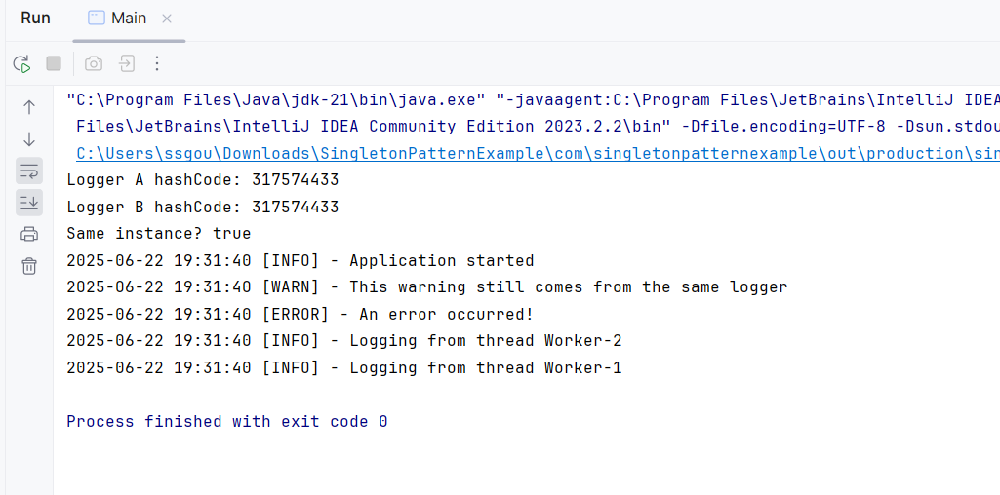 Run
Main
"C:\Program Files\Java\jdk-21\bin\java.exe" "-javaagent:C:\Program Files\JetBrains\IntelliJ IDEA
Files\JetBrains\IntelliJ IDEA Community Edition 2023.2.2\bin" -Dfile.encoding=UTF-8 -Dsun.stdou
C:\Users\ssgou\Downloads\SingletonPatternExample\com\singletonpatternexample\out\production\sin
Logger A hashCode: 317574433
Logger B hashCode: 317574433
Same instance? true
2025-06-22 19:31:40 [INFO] - Application started
2025-06-22 19:31:40 [WARN] - This warning still comes from the same logger
2025-06-22 19:31:40 [ERROR] - An error occurred!
2025-06-22 19:31:40 [INFO] - Logging from thread Worker-2
2025-06-22 19:31:40 [INFO] - Logging from thread Worker-1
Process finished with exit code 0